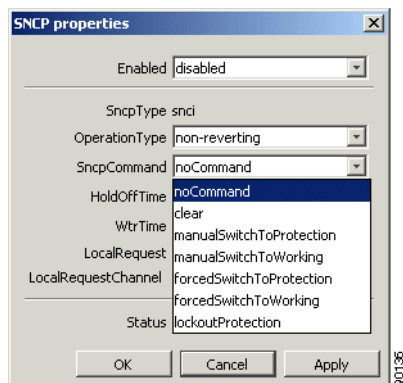 SNCP properties
Enabled disabled
SncpType snci
OperationType non-reverting
SncpCommand noCommand
HoldOffTime noCommand
clear
WtrTime manualSwitchToProtection
manualSwitchToWorking
LocalRequest
LocalRequestChannel forcedSwitchToProtection
forcedSwitchToWorking
Status lockoutProtection
OK Cancel Apply